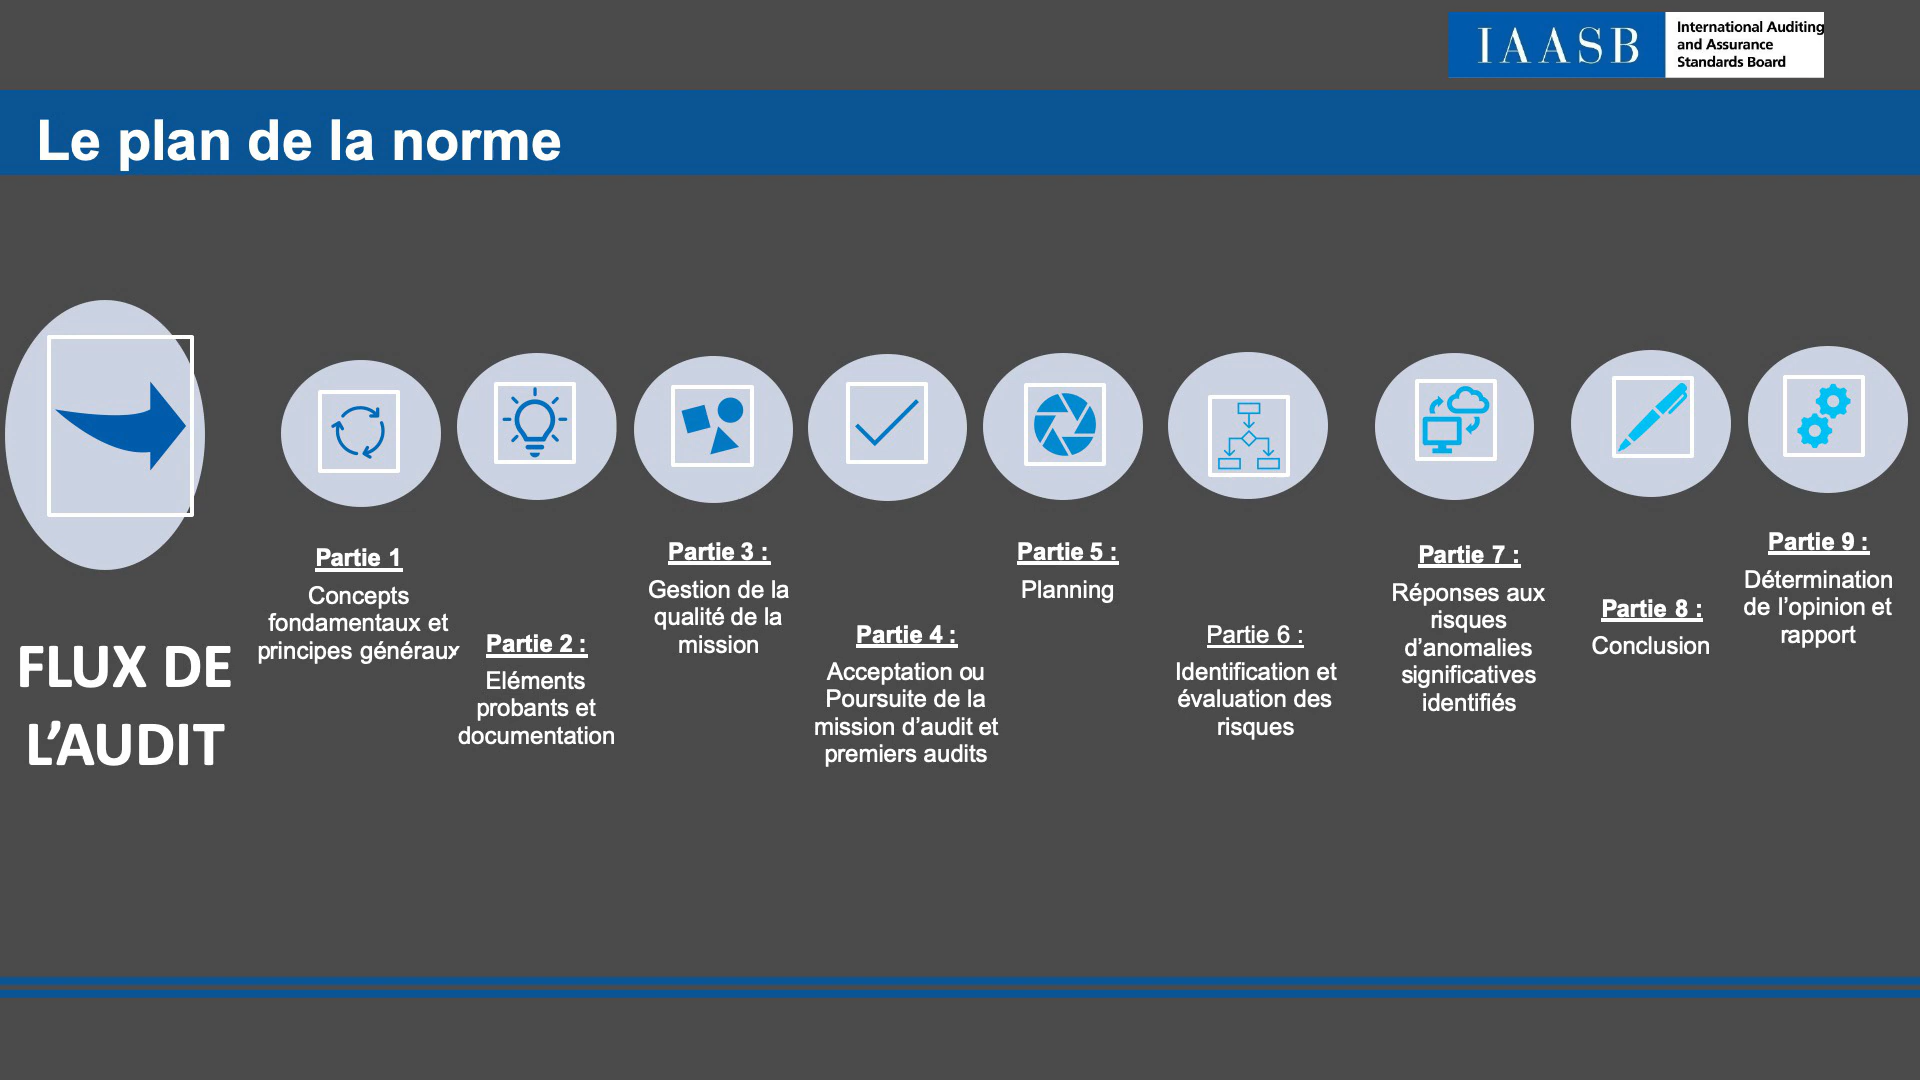 IAASB
International Auditing
and Assurance
Standards Board
Le plan de la norme
FLUX DE
L’AUDIT
Partie 1
Concepts
fondamentaux et
principes généraux
Partie 2 :
Eléments
probants et
documentation
Partie 3 :
Gestion de la
qualité de la
mission
Partie 4 :
Acceptation ou
Poursuite de la
mission d’audit et
premiers audits
Partie 5 :
Planning
Partie 6 :
Identification et
évaluation des
risques
Partie 7 :
Réponses aux
risques
d’anomalies
significatives
identifiés
Partie 8 :
Conclusion
Partie 9 :
Détermination
de l’opinion et
rapport